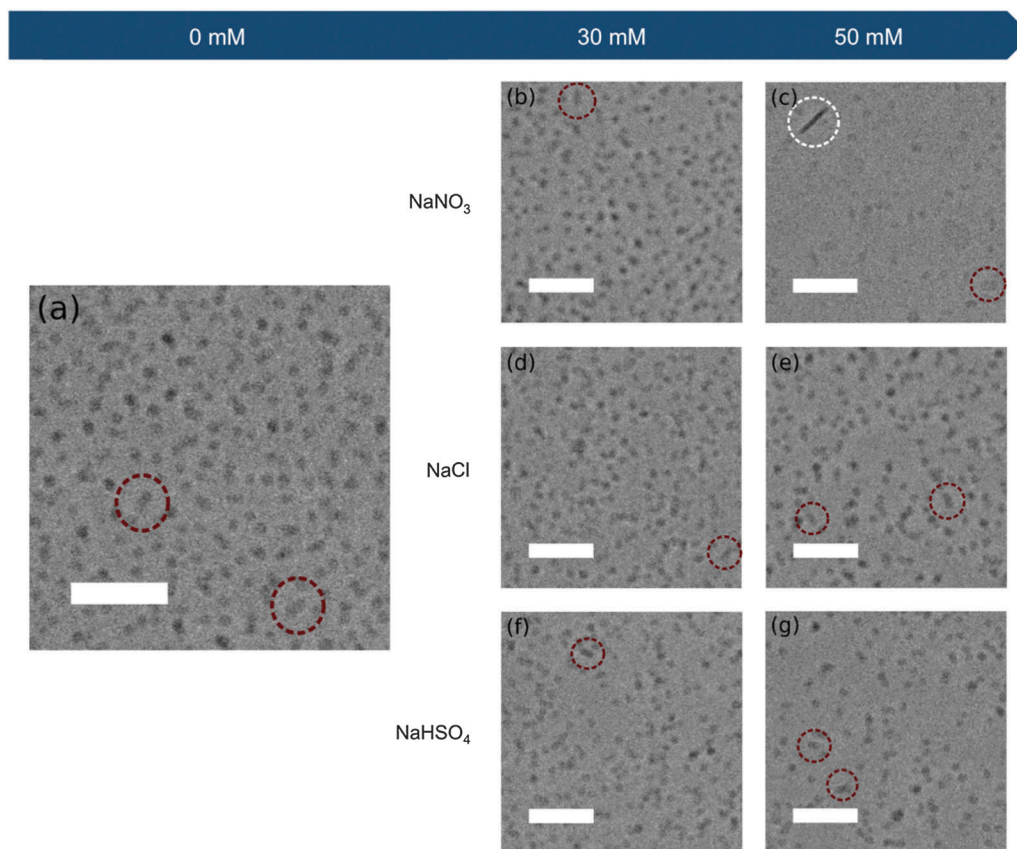 0 mM 30 mM 50 mM
(b) (c)
NaNO₃
(a)
(d) (e)
NaCl
(f) (g)
NaHSO₄